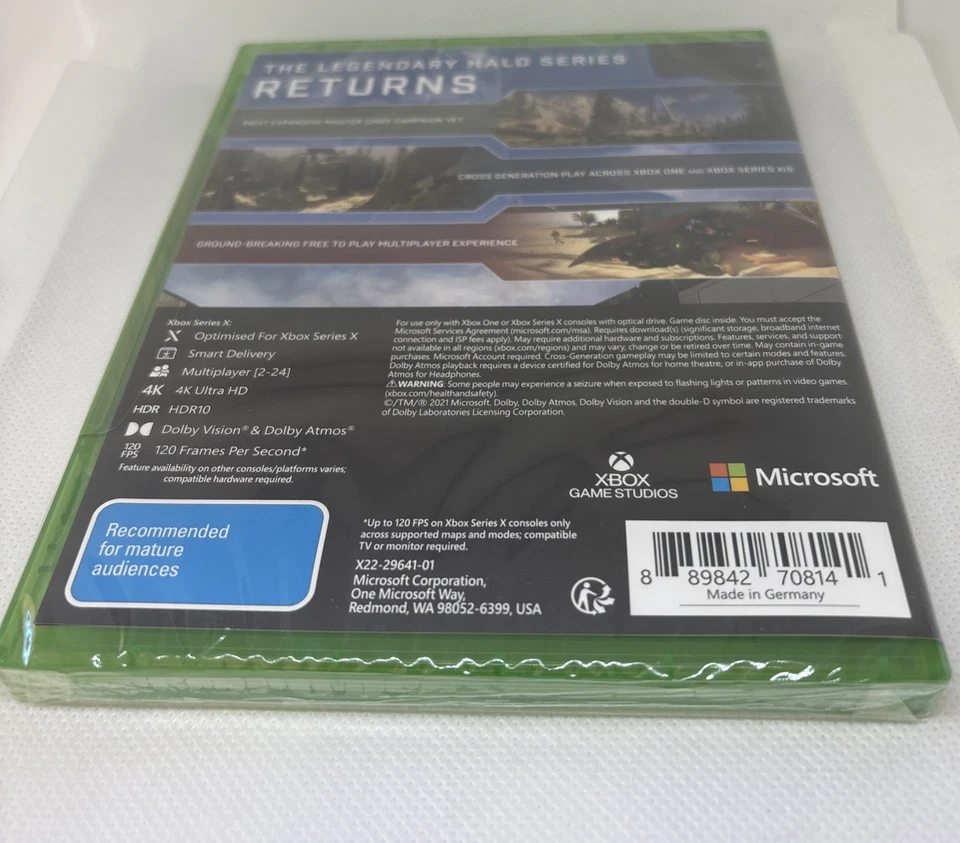 THE LEGENDARY HALO SERIES
RETURNS
MOST EXPANSIVE MASTER CHIEF CAMPAIGN YET
CROSS GENERATION PLAY ACROSS XBOX ONE AND XBOX SERIES X|S
GROUND-BREAKING FREE TO PLAY MULTIPLAYER EXPERIENCE
Xbox Series X:
X Optimised For Xbox Series X
Smart Delivery
Multiplayer [2-24]
4K 4K Ultra HD
HDR HDR10
Dolby Vision® & Dolby Atmos®
120 FPS 120 Frames Per Second*
Feature availability on other consoles/platforms varies;
compatible hardware required.
For use only with Xbox One or Xbox Series X consoles with optical drive. Game disc inside. You must accept the
Microsoft Services Agreement (microsoft.com/msa). Requires download(s) (significant storage, broadband internet
connection and ISP fees apply). May require additional hardware and subscriptions. Features, services, and support
not available in all regions (xbox.com/regions) and may vary, change or be retired over time. May contain in-game
purchases. Microsoft Account required. Cross-Generation gameplay may be limited to certain modes and features.
Dolby Atmos playback requires a device certified for Dolby Atmos for home theatre, or in-app purchase of Dolby
Atmos for Headphones.
⚠WARNING: Some people may experience a seizure when exposed to flashing lights or patterns in video games.
(xbox.com/healthandsafety).
©/TM/® 2021 Microsoft. Dolby, Dolby Atmos, Dolby Vision and the double-D symbol are registered trademarks
of Dolby Laboratories Licensing Corporation.
XBOX
GAME STUDIOS
Microsoft
Recommended
for mature
audiences
*Up to 120 FPS on Xbox Series X consoles only
across supported maps and modes; compatible
TV or monitor required.
X22-29641-01
Microsoft Corporation,
One Microsoft Way,
Redmond, WA 98052-6399, USA
8 89842 70814 1
Made in Germany